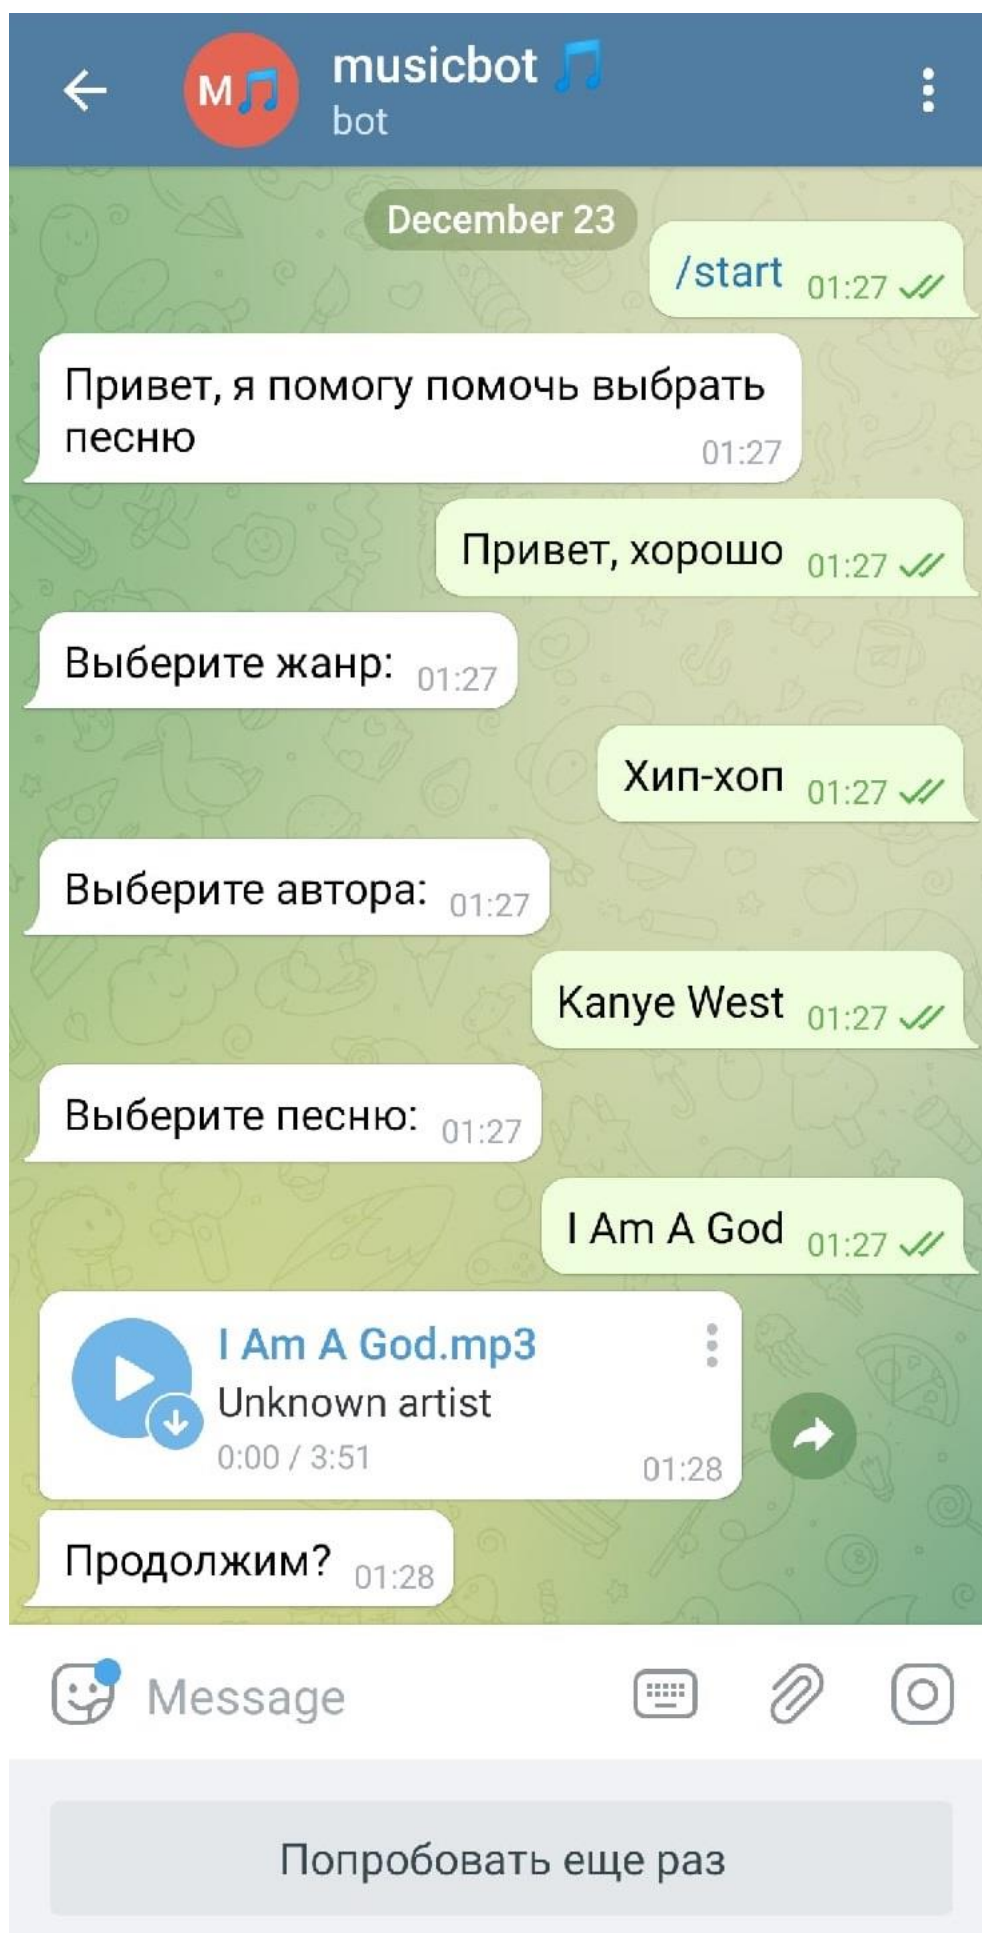 musicbot 🎵
bot
M🎵
December 23
/start 01:27
Привет, я помогу помочь выбрать
песню 01:27
Привет, хорошо 01:27
Выберите жанр: 01:27
Хип-хоп 01:27
Выберите автора: 01:27
Kanye West 01:27
Выберите песню: 01:27
I Am A God 01:27
I Am A God.mp3
Unknown artist
0:00 / 3:51 01:28
Продолжим? 01:28
Message
Попробовать еще раз